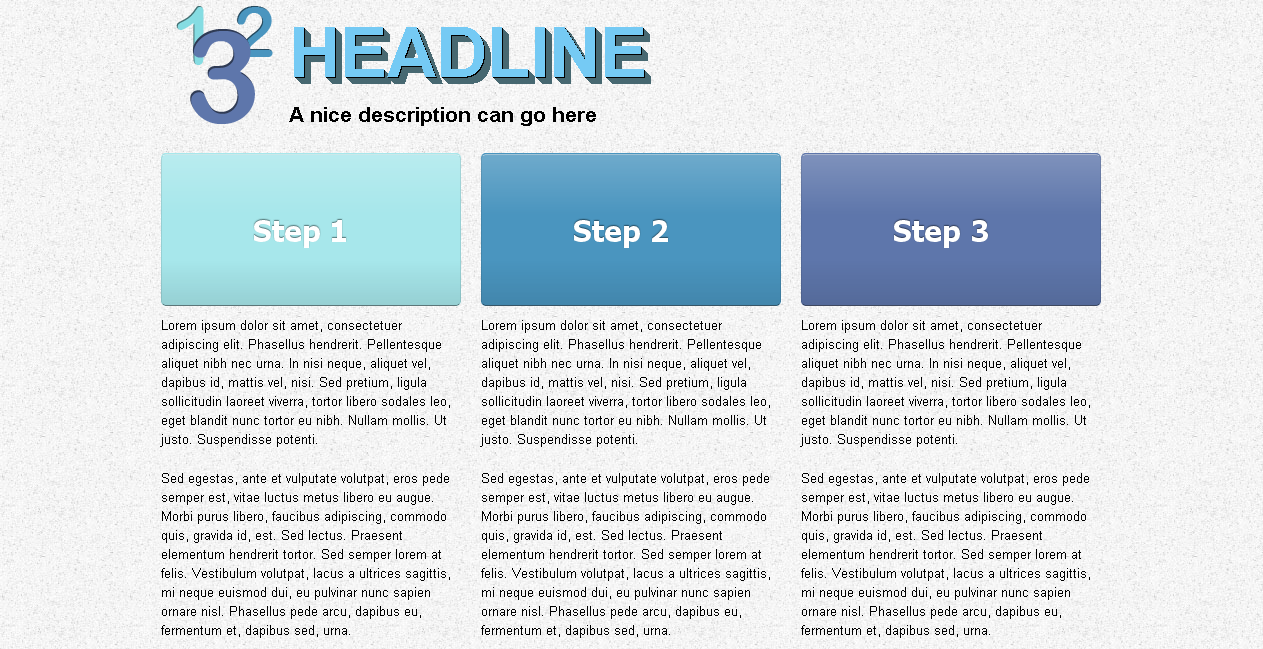 1 2
3
HEADLINE
A nice description can go here
Step 1
Lorem ipsum dolor sit amet, consectetuer
adipiscing elit. Phasellus hendrerit. Pellentesque
aliquet nibh nec urna. In nisi neque, aliquet vel,
dapibus id, mattis vel, nisi. Sed pretium, ligula
sollicitudin laoreet viverra, tortor libero sodales leo,
eget blandit nunc tortor eu nibh. Nullam mollis. Ut
justo. Suspendisse potenti.
Sed egestas, ante et vulputate volutpat, eros pede
semper est, vitae luctus metus libero eu augue.
Morbi purus libero, faucibus adipiscing, commodo
quis, gravida id, est. Sed lectus. Praesent
elementum hendrerit tortor. Sed semper lorem at
felis. Vestibulum volutpat, lacus a ultrices sagittis,
mi neque euismod dui, eu pulvinar nunc sapien
ornare nisl. Phasellus pede arcu, dapibus eu,
fermentum et, dapibus sed, urna.
Step 2
Lorem ipsum dolor sit amet, consectetuer
adipiscing elit. Phasellus hendrerit. Pellentesque
aliquet nibh nec urna. In nisi neque, aliquet vel,
dapibus id, mattis vel, nisi. Sed pretium, ligula
sollicitudin laoreet viverra, tortor libero sodales leo,
eget blandit nunc tortor eu nibh. Nullam mollis. Ut
justo. Suspendisse potenti.
Sed egestas, ante et vulputate volutpat, eros pede
semper est, vitae luctus metus libero eu augue.
Morbi purus libero, faucibus adipiscing, commodo
quis, gravida id, est. Sed lectus. Praesent
elementum hendrerit tortor. Sed semper lorem at
felis. Vestibulum volutpat, lacus a ultrices sagittis,
mi neque euismod dui, eu pulvinar nunc sapien
ornare nisl. Phasellus pede arcu, dapibus eu,
fermentum et, dapibus sed, urna.
Step 3
Lorem ipsum dolor sit amet, consectetuer
adipiscing elit. Phasellus hendrerit. Pellentesque
aliquet nibh nec urna. In nisi neque, aliquet vel,
dapibus id, mattis vel, nisi. Sed pretium, ligula
sollicitudin laoreet viverra, tortor libero sodales leo,
eget blandit nunc tortor eu nibh. Nullam mollis. Ut
justo. Suspendisse potenti.
Sed egestas, ante et vulputate volutpat, eros pede
semper est, vitae luctus metus libero eu augue.
Morbi purus libero, faucibus adipiscing, commodo
quis, gravida id, est. Sed lectus. Praesent
elementum hendrerit tortor. Sed semper lorem at
felis. Vestibulum volutpat, lacus a ultrices sagittis,
mi neque euismod dui, eu pulvinar nunc sapien
ornare nisl. Phasellus pede arcu, dapibus eu,
fermentum et, dapibus sed, urna.